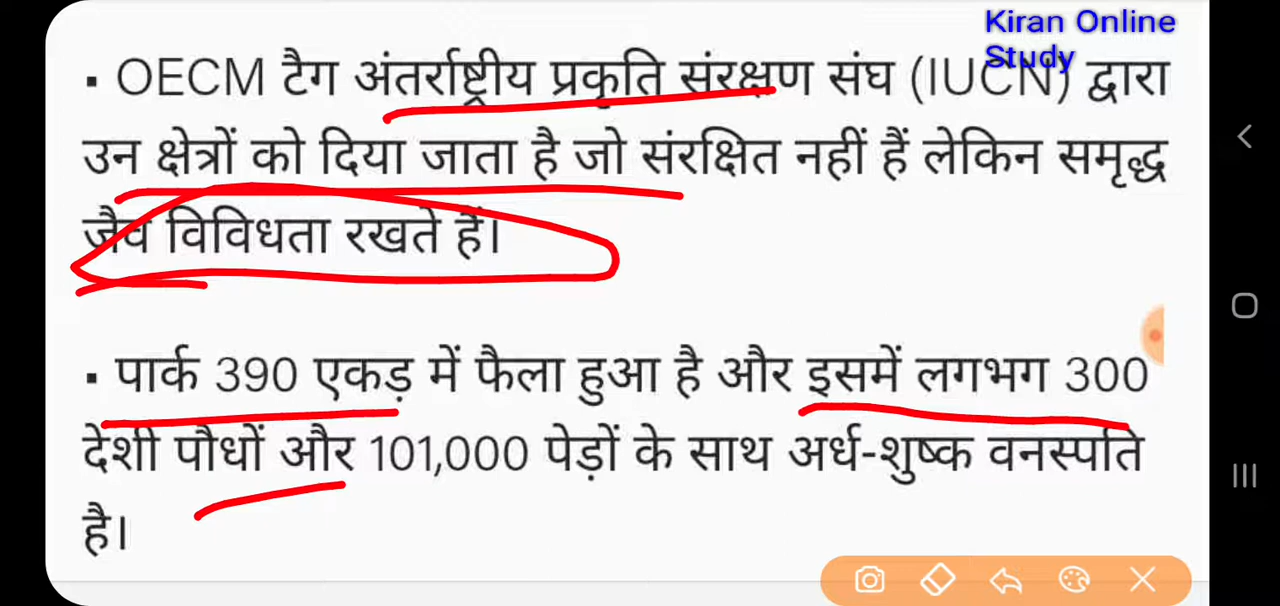 Kiran Online
Study
▪ OECM टैग अंतर्राष्ट्रीय प्रकृति संरक्षण संघ (IUCN) द्वारा
उन क्षेत्रों को दिया जाता है जो संरक्षित नहीं हैं लेकिन समृद्ध
जैव विविधता रखते हैं।
▪ पार्क 390 एकड़ में फैला हुआ है और इसमें लगभग 300
देशी पौधों और 101,000 पेड़ों के साथ अर्ध-शुष्क वनस्पति
है।